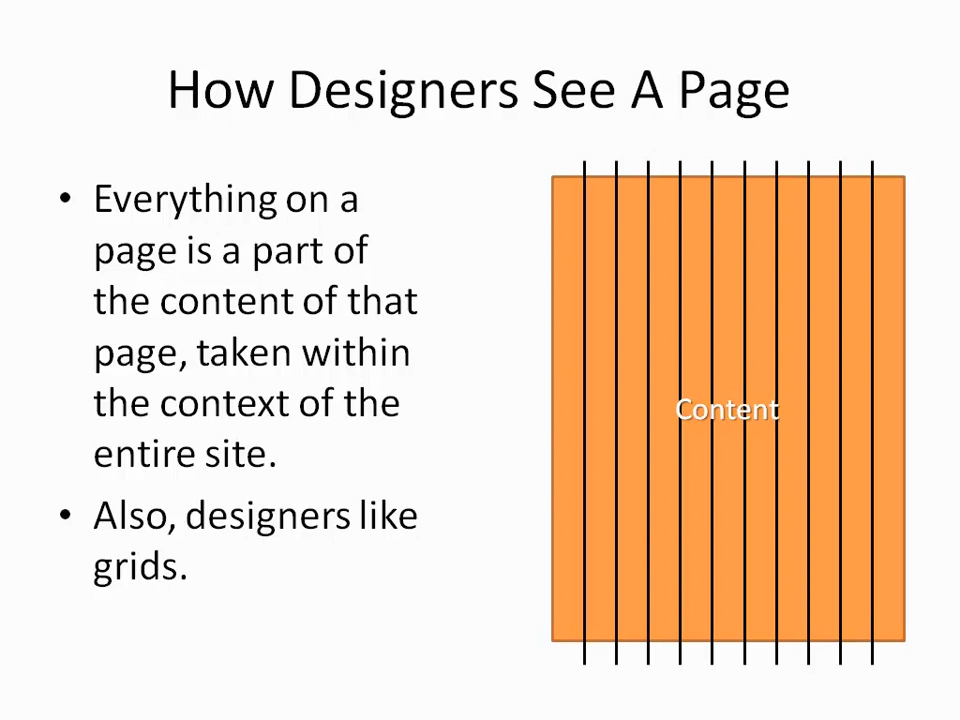 How Designers See A Page
• Everything on a
page is a part of
the content of that
page, taken within
the context of the
entire site.
• Also, designers like
grids.
Content